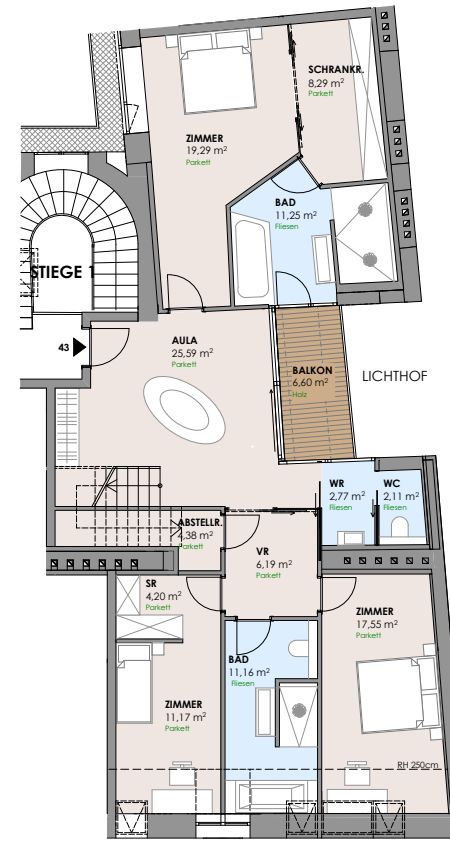 SCHRANKR.
8,29 m²
Parkett
ZIMMER
19,29 m²
Parkett
BAD
11,25 m²
Fliesen
STIEGE 1
43
AULA
25,59 m²
Parkett
BALKON
6,60 m²
Holz
LICHTHOF
WR
2,77 m²
Fliesen
WC
2,11 m²
Fliesen
ABSTELLR.
,38 m²
Parkett
VR
6,19 m²
Parkett
SR
4,20 m²
Parkett
ZIMMER
17,55 m²
Parkett
BAD
11,16 m²
Fliesen
ZIMMER
11,17 m²
Parkett
RH 250cm